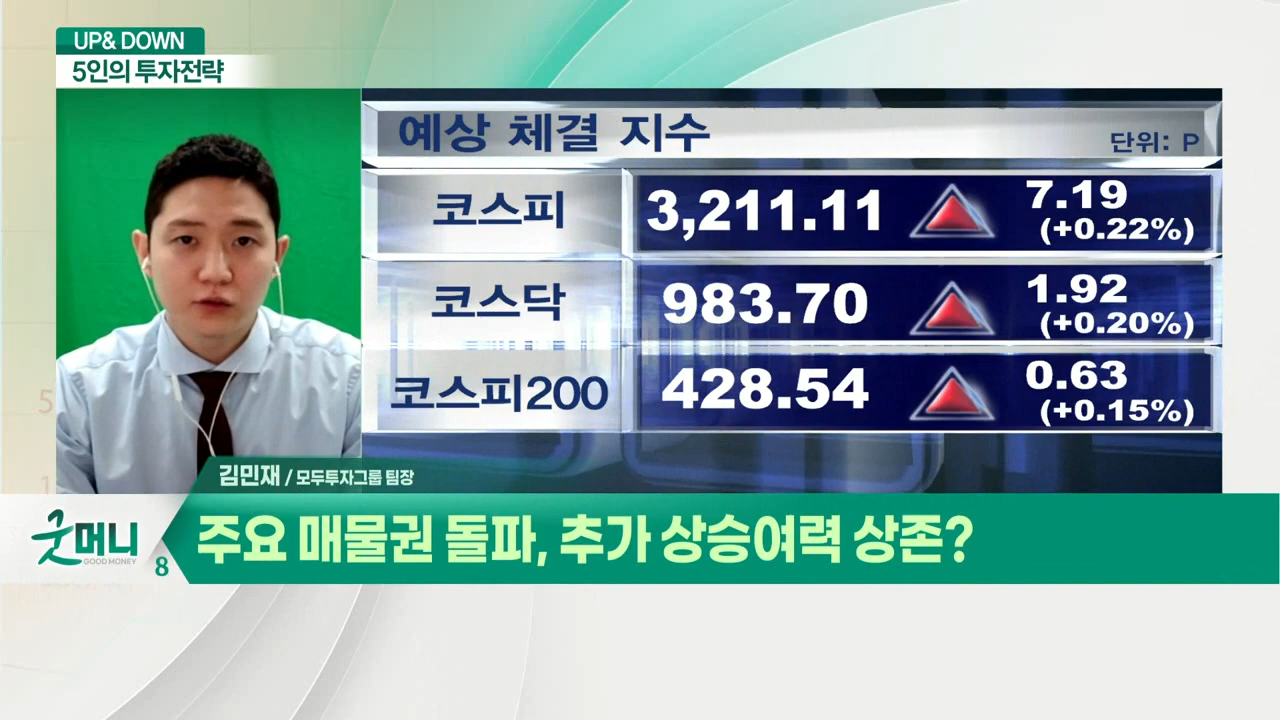 UP& DOWN
5인의 투자전략
예상 체결 지수
단위: P
코스피 3,211.11 7.19 (+0.22%)
코스닥 983.70 1.92 (+0.20%)
코스피200 428.54 0.63 (+0.15%)
5
1
김민재 / 모두투자그룹 팀장
굿머니
GOOD MONEY
8
주요 매물권 돌파, 추가 상승여력 상존?